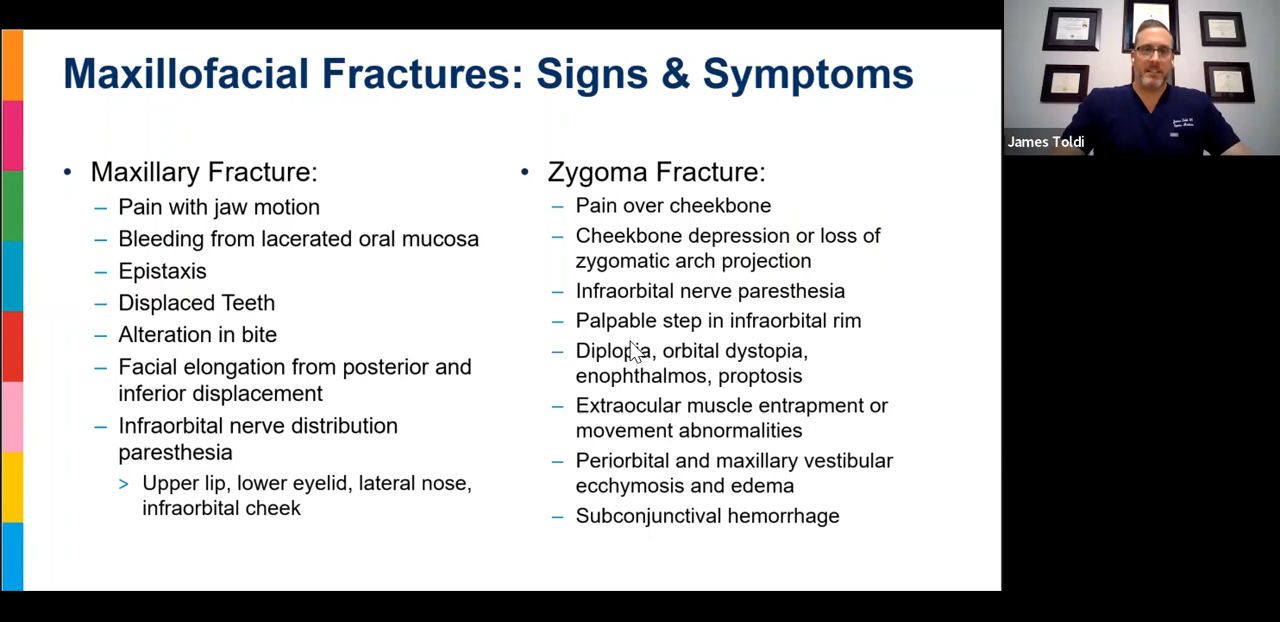 Maxillofacial Fractures: Signs & Symptoms
• Maxillary Fracture:
– Pain with jaw motion
– Bleeding from lacerated oral mucosa
– Epistaxis
– Displaced Teeth
– Alteration in bite
– Facial elongation from posterior and
inferior displacement
– Infraorbital nerve distribution
paresthesia
> Upper lip, lower eyelid, lateral nose,
infraorbital cheek
• Zygoma Fracture:
– Pain over cheekbone
– Cheekbone depression or loss of
zygomatic arch projection
– Infraorbital nerve paresthesia
– Palpable step in infraorbital rim
– Diplopia, orbital dystopia,
enophthalmos, proptosis
– Extraocular muscle entrapment or
movement abnormalities
– Periorbital and maxillary vestibular
ecchymosis and edema
– Subconjunctival hemorrhage
James Toldi